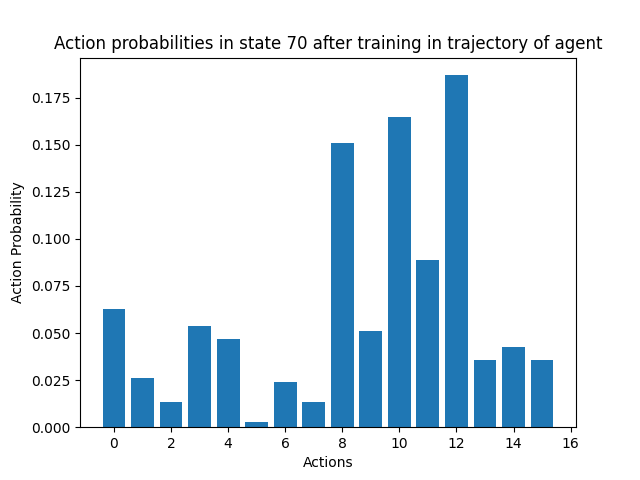 Action probabilities in state 70 after training in trajectory of agent
0.175
0.150
0.125
0.100
0.075
0.050
0.025
0.000
Action Probability
0 2 4 6 8 10 12 14 16
Actions